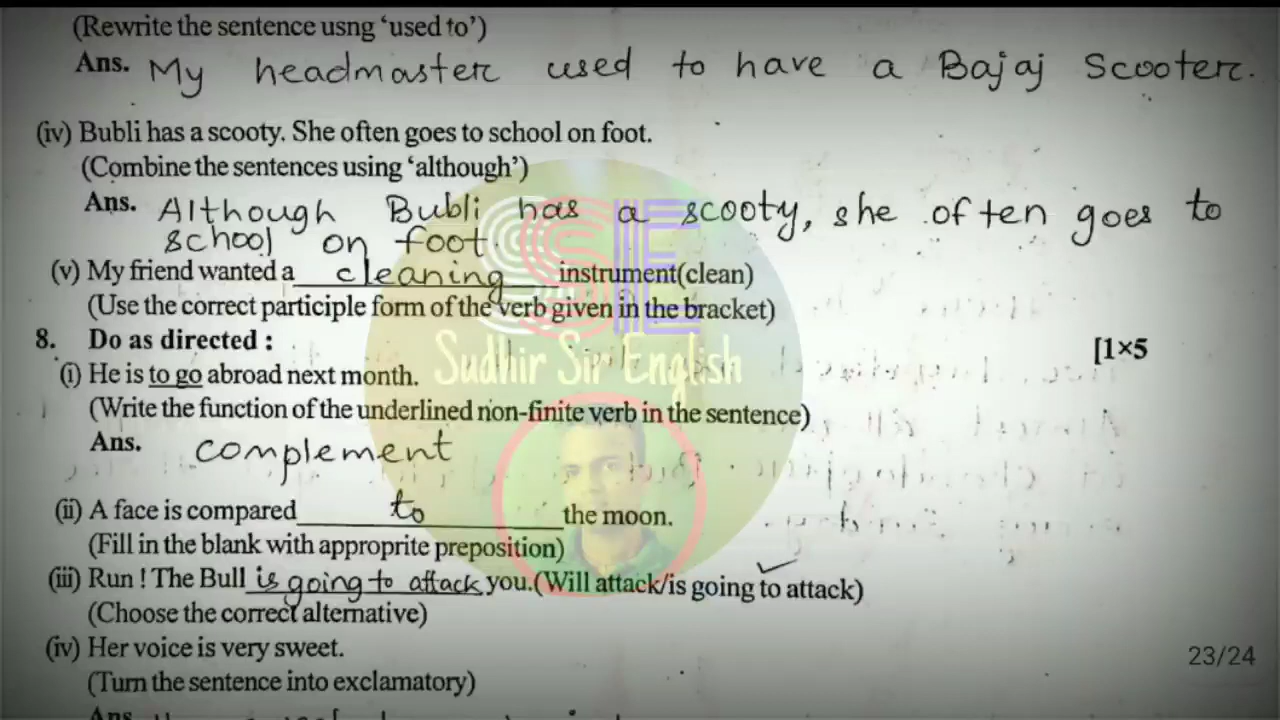 (Rewrite the sentence usng ‘used to’)
Ans. My headmaster used to have a Bajaj Scooter.
(iv) Bubli has a scooty. She often goes to school on foot.
(Combine the sentences using ‘although’)
Ans. Although Bubli has a scooty, she often goes to
school on foot.
(v) My friend wanted a cleaning instrument(clean)
(Use the correct participle form of the verb given in the bracket)
8. Do as directed : [1×5
(i) He is to go abroad next month.
(Write the function of the underlined non-finite verb in the sentence)
Ans. complement
(ii) A face is compared to the moon.
(Fill in the blank with approprite preposition)
(iii) Run ! The Bull is going to attack you.(Will attack/is going to attack)
(Choose the correct alternative)
(iv) Her voice is very sweet.
(Turn the sentence into exclamatory)
Ans
SSE
Sudhir Sir English
23/24